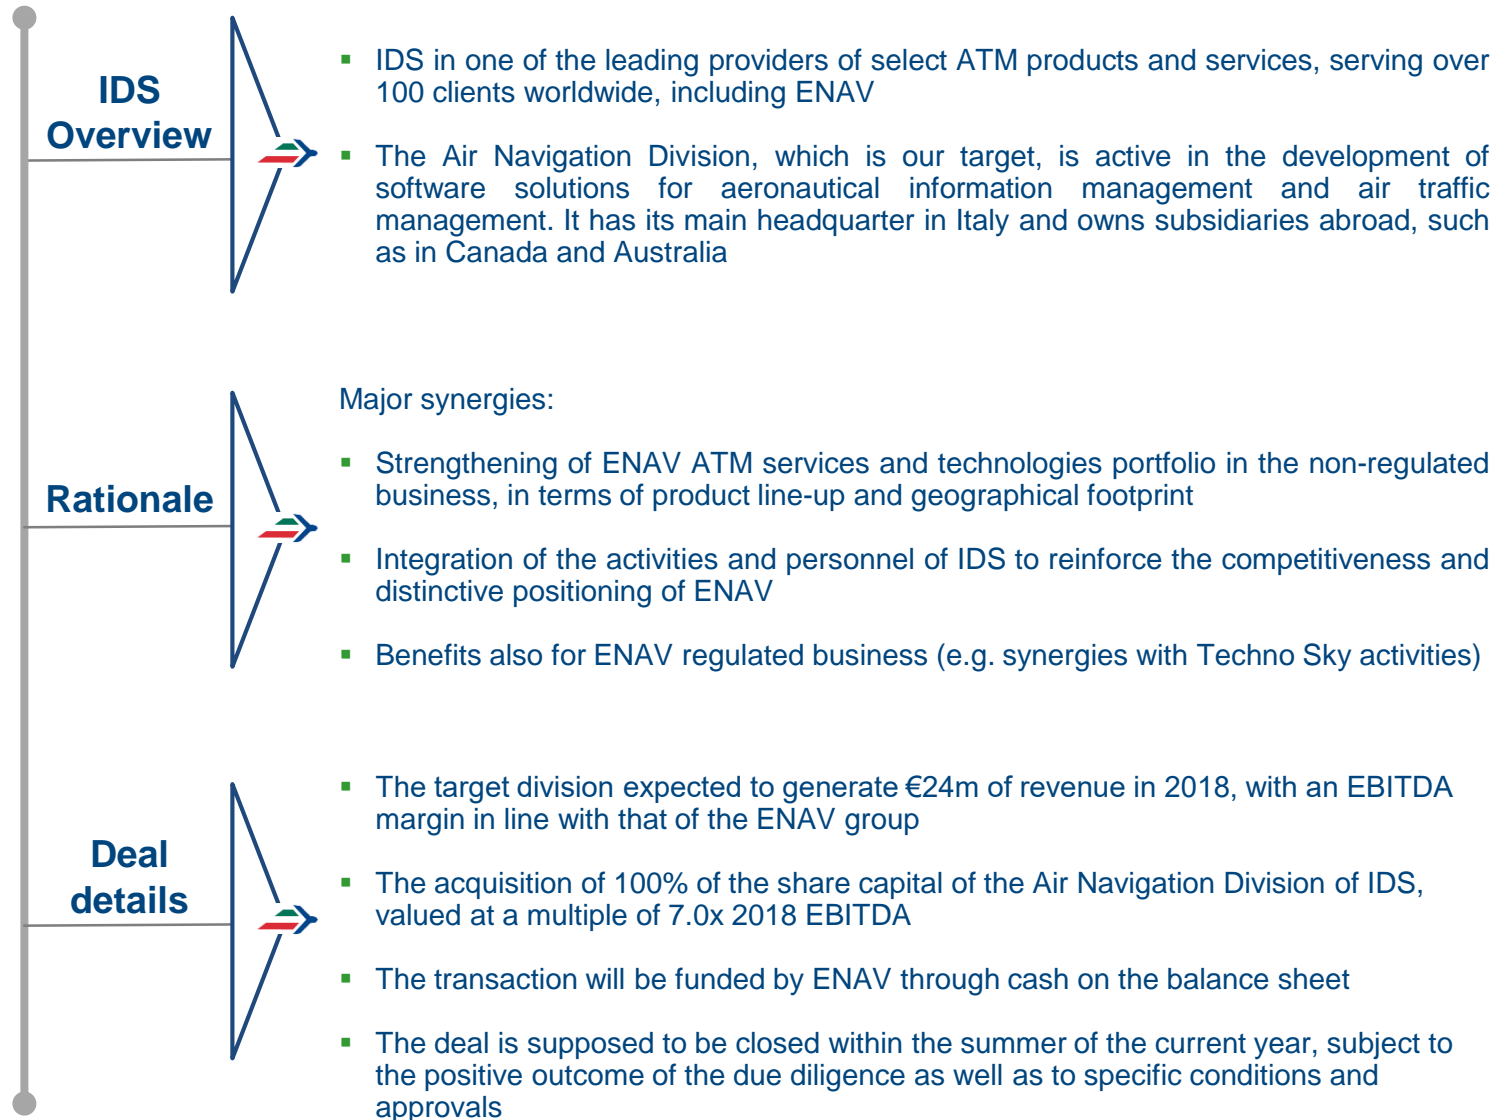 IDS
Overview
▪ IDS in one of the leading providers of select ATM products and services, serving over
100 clients worldwide, including ENAV
▪ The Air Navigation Division, which is our target, is active in the development of
software solutions for aeronautical information management and air traffic
management. It has its main headquarter in Italy and owns subsidiaries abroad, such
as in Canada and Australia
Rationale
Major synergies:
▪ Strengthening of ENAV ATM services and technologies portfolio in the non-regulated
business, in terms of product line-up and geographical footprint
▪ Integration of the activities and personnel of IDS to reinforce the competitiveness and
distinctive positioning of ENAV
▪ Benefits also for ENAV regulated business (e.g. synergies with Techno Sky activities)
Deal
details
▪ The target division expected to generate €24m of revenue in 2018, with an EBITDA
margin in line with that of the ENAV group
▪ The acquisition of 100% of the share capital of the Air Navigation Division of IDS,
valued at a multiple of 7.0x 2018 EBITDA
▪ The transaction will be funded by ENAV through cash on the balance sheet
▪ The deal is supposed to be closed within the summer of the current year, subject to
the positive outcome of the due diligence as well as to specific conditions and
approvals